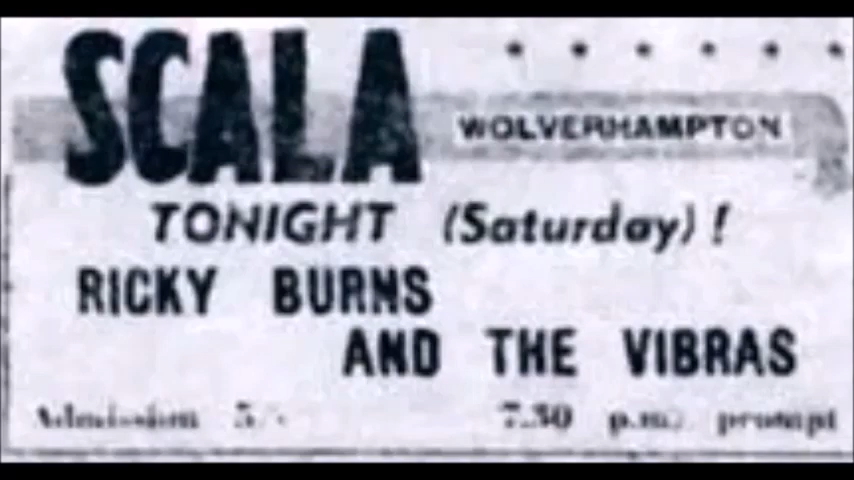 SCALA
WOLVERHAMPTON
TONIGHT (Saturday) !
RICKY BURNS
AND THE VIBRAS
Admission 5/- 7.30 p.m. prompt